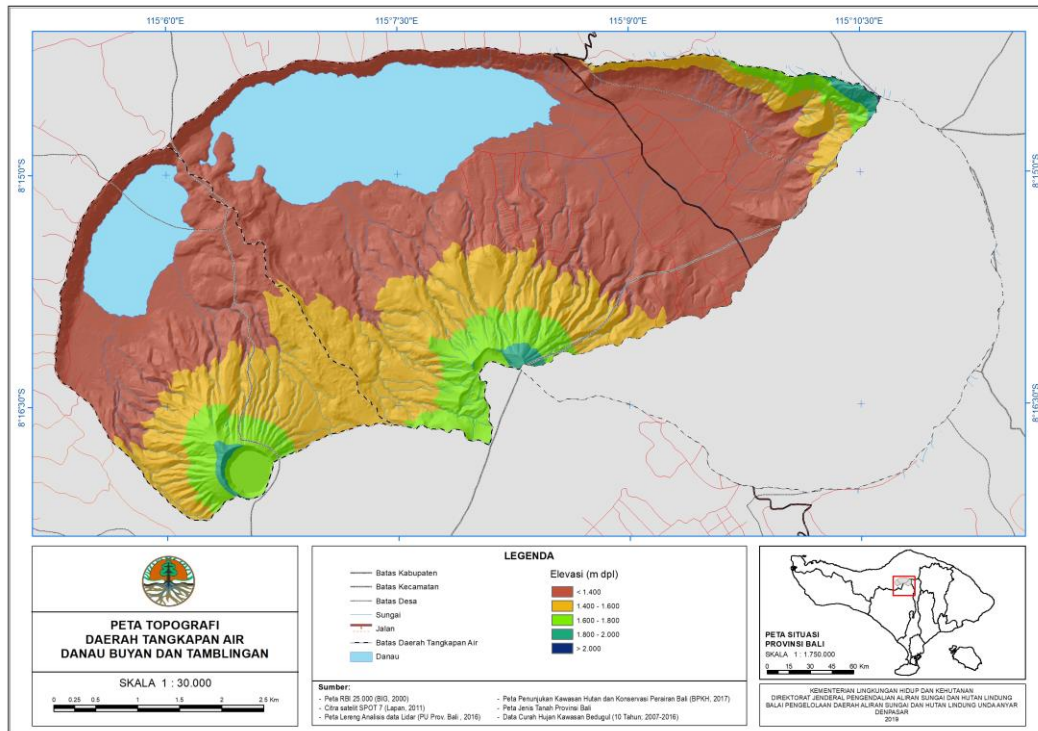 115°6'0"E
115°7'30"E
115°9'0"E
115°10'30"E
8°15'0"S
8°15'0"S
8°16'30"S
8°16'30"S
PETA TOPOGRAFI
DAERAH TANGKAPAN AIR
DANAU BUYAN DAN TAMBLINGAN
SKALA 1 : 30.000
0 0.25 0.5 1 1.5 2 2.5 Km
LEGENDA
Batas Kabupaten
Batas Kecamatan
Batas Desa
Sungai
Jalan
Batas Daerah Tangkapan Air
Danau
Elevasi (m dpl)
< 1.400
1.400 - 1.600
1.600 - 1.800
1.800 - 2.000
> 2.000
Sumber:
- Peta RBI 25.000 (BIG, 2000)
- Citra satelit SPOT 7 (Lapan, 2011)
- Peta Lereng Analisis data Lidar (PU Prov. Bali , 2016)
- Peta Penunjukan Kawasan Hutan dan Konservasi Perairan Bali (BPKH, 2017)
- Peta Jenis Tanah Provinsi Bali
- Data Curah Hujan Kawasan Bedugul (10 Tahun; 2007-2016)
PETA SITUASI
PROVINSI BALI
SKALA 1 : 1.750.000
0 15 30 45 60 Km
KEMENTERIAN LINGKUNGAN HIDUP DAN KEHUTANAN
DIREKTORAT JENDERAL PENGENDALIAN ALIRAN SUNGAI DAN HUTAN LINDUNG
BALAI PENGELOLAAN DAERAH ALIRAN SUNGAI DAN HUTAN LINDUNG UNDA ANYAR
DENPASAR
2019